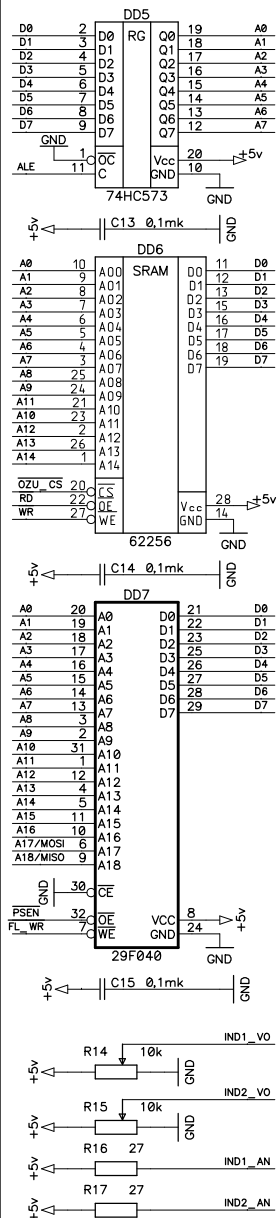 DD5
D0 2 D0 RG Q0 19 A0
D1 3 D1 Q1 18 A1
D2 4 D2 Q2 17 A2
D3 5 D3 Q3 16 A3
D4 6 D4 Q4 15 A4
D5 7 D5 Q5 14 A5
D6 8 D6 Q6 13 A6
D7 9 D7 Q7 12 A7
GND 1 OC Vcc 20 +5v
ALE 11 C GND 10
GND
74HC573
+5v C13 0,1mk GND
DD6
A0 10 A00 SRAM D0 11 D0
A1 9 A01 D1 12 D1
A2 8 A02 D2 13 D2
A3 7 A03 D3 15 D3
A4 6 A04 D4 16 D4
A5 5 A05 D5 17 D5
A6 4 A06 D6 18 D6
A7 3 A07 D7 19 D7
A8 25 A08
A9 24 A09
A11 21 A10
A10 23 A11
A12 2 A12
A13 26 A13
A14 1 A14
OZU_CS 20 CS
RD 22 OE Vcc 28 +5v
WR 27 WE GND 14
62256 GND
+5v C14 0,1mk GND
DD7
A0 20 A0 D0 21 D0
A1 19 A1 D1 22 D1
A2 18 A2 D2 23 D2
A3 17 A3 D3 25 D3
A4 16 A4 D4 26 D4
A5 15 A5 D5 27 D5
A6 14 A6 D6 28 D6
A7 13 A7 D7 29 D7
A8 3 A8
A9 2 A9
A10 31 A10
A11 1 A11
A12 12 A12
A13 4 A13
A14 5 A14
A15 11 A15
A16 10 A16
A17/MOSI 6 A17
A18/MISO 9 A18
GND 30 CE
PSEN 32 OE VCC 8 +5v
FL_WR 7 WE GND 24
29F040 GND
+5v C15 0,1mk GND
IND1_VO
R14 10k
+5v GND
IND2_VO
R15 10k
+5v GND
R16 27 IND1_AN
+5v
R17 27 IND2_AN
+5v